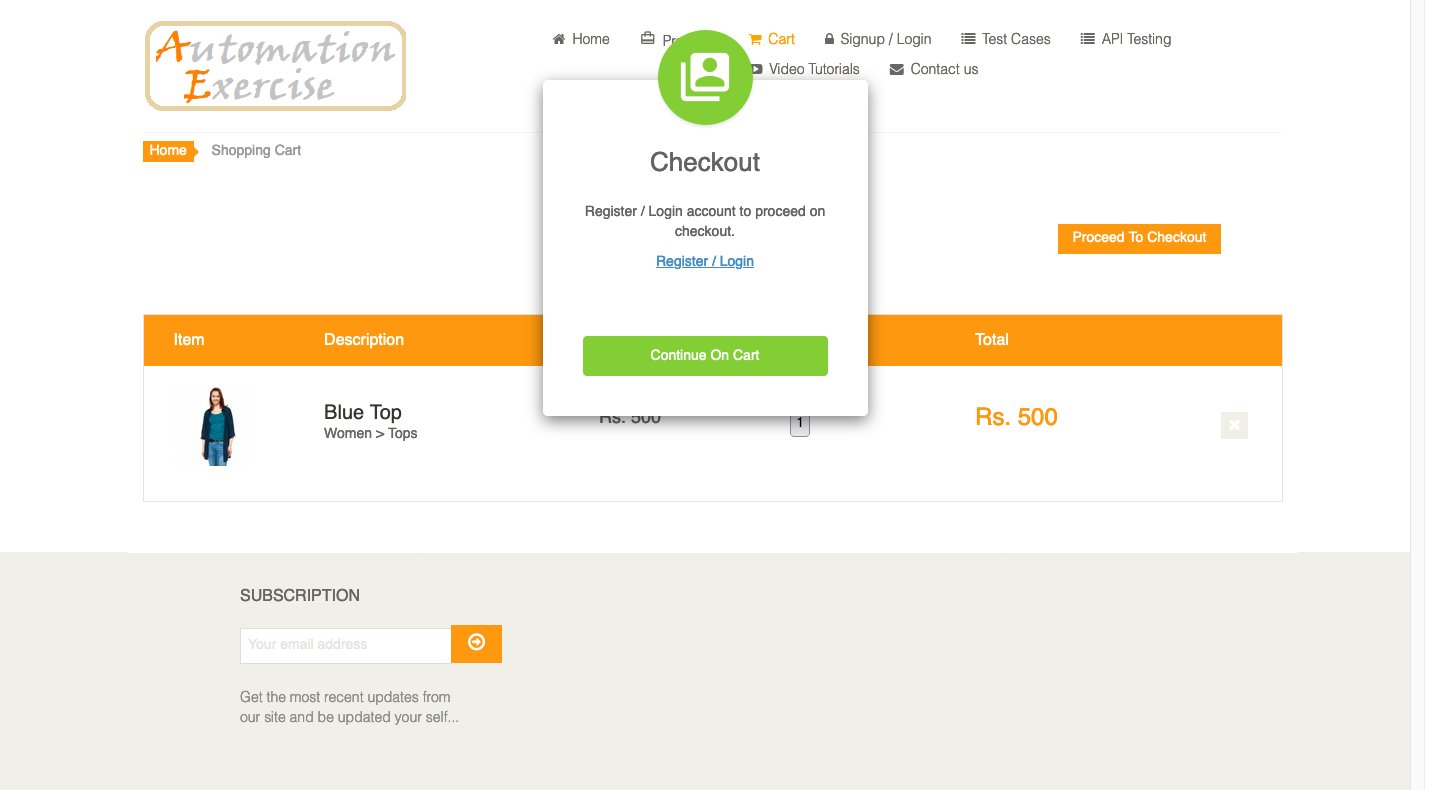 Automation
Exercise
Home
Cart
Signup / Login
Test Cases
API Testing
Video Tutorials
Contact us
Home
Shopping Cart
Checkout
Register / Login account to proceed on
checkout.
Register / Login
Continue On Cart
Proceed To Checkout
Item
Description
Total
Blue Top
Women > Tops
Rs. 500
1
Rs. 500
SUBSCRIPTION
Your email address
Get the most recent updates from
our site and be updated your self...